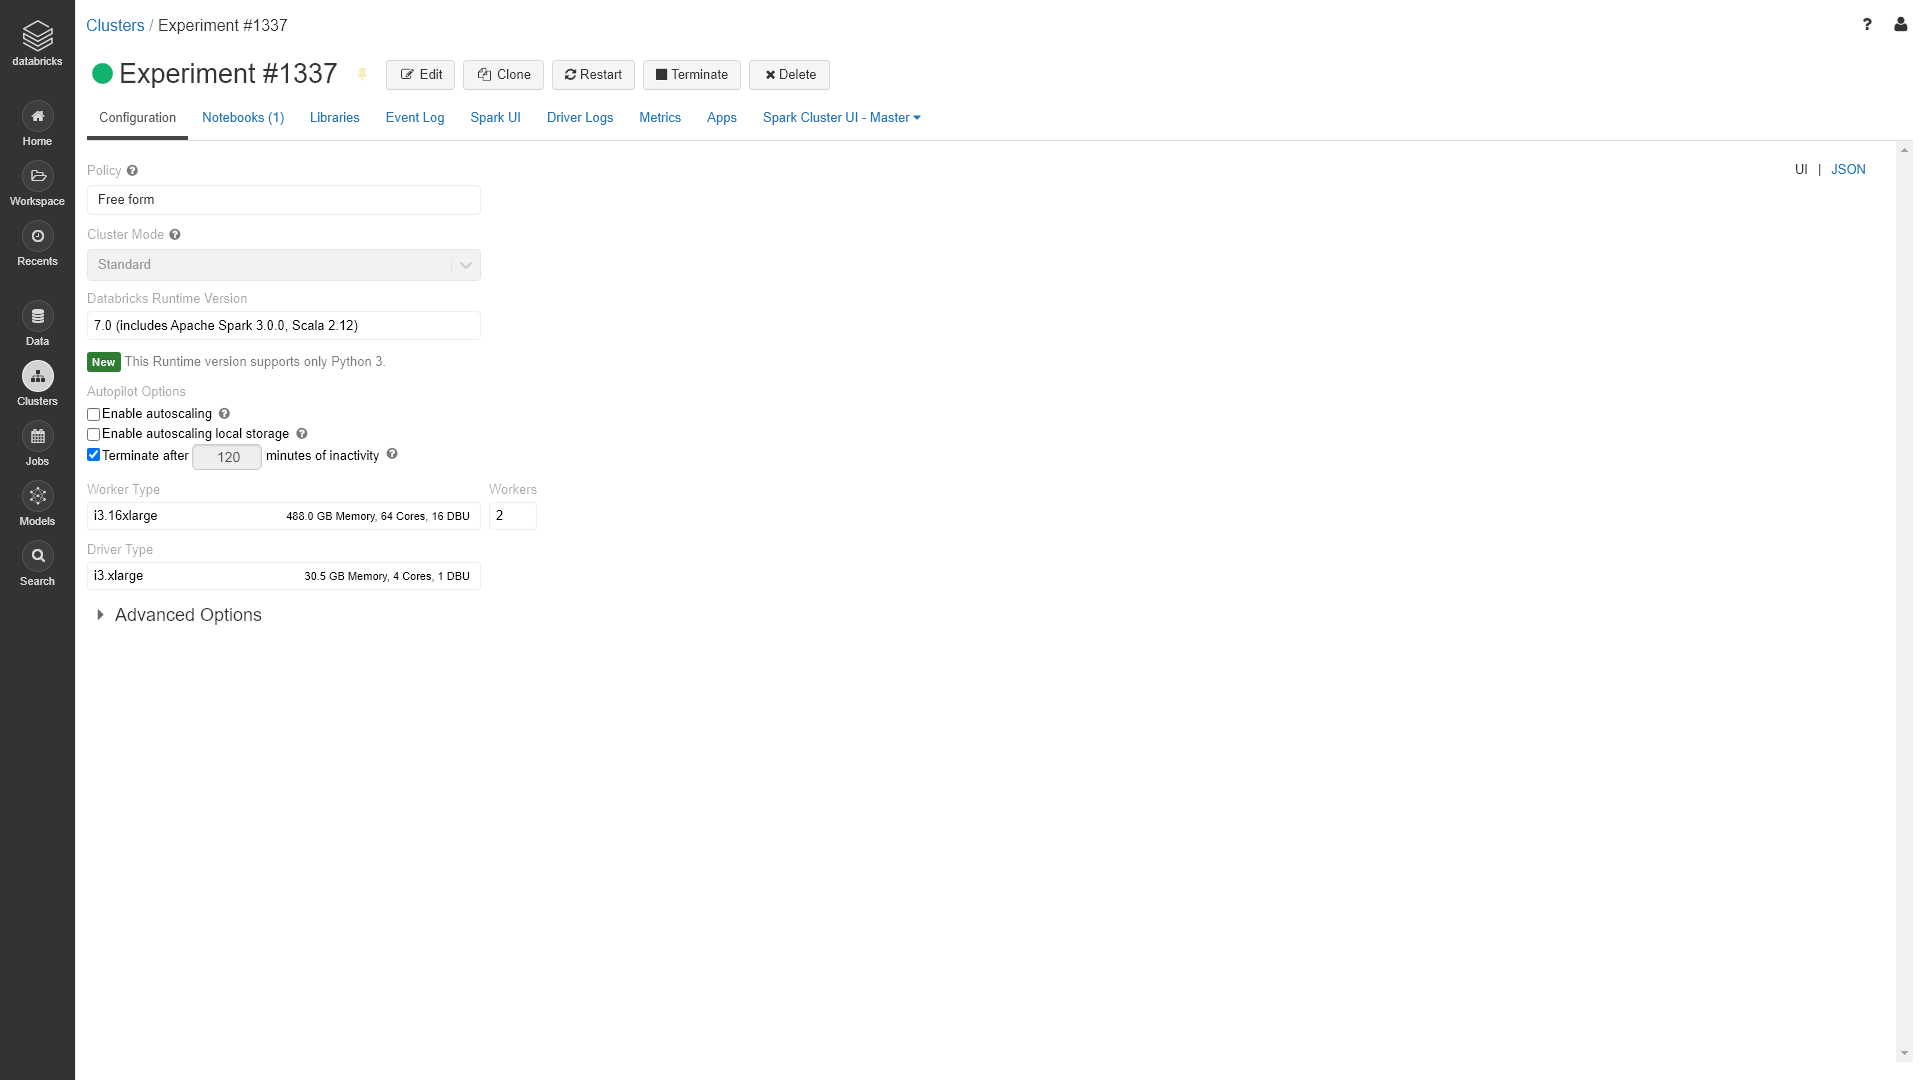 databricks
Home
Workspace
Recents
Data
Clusters
Jobs
Models
Search
Clusters / Experiment #1337
?
Experiment #1337
Edit
Clone
Restart
Terminate
Delete
Configuration
Notebooks (1)
Libraries
Event Log
Spark UI
Driver Logs
Metrics
Apps
Spark Cluster UI - Master
UI | JSON
Policy ?
Free form
Cluster Mode ?
Standard
Databricks Runtime Version
7.0 (includes Apache Spark 3.0.0, Scala 2.12)
New This Runtime version supports only Python 3.
Autopilot Options
Enable autoscaling ?
Enable autoscaling local storage ?
Terminate after 120 minutes of inactivity ?
Worker Type
Workers
i3.16xlarge 488.0 GB Memory, 64 Cores, 16 DBU
2
Driver Type
i3.xlarge 30.5 GB Memory, 4 Cores, 1 DBU
Advanced Options